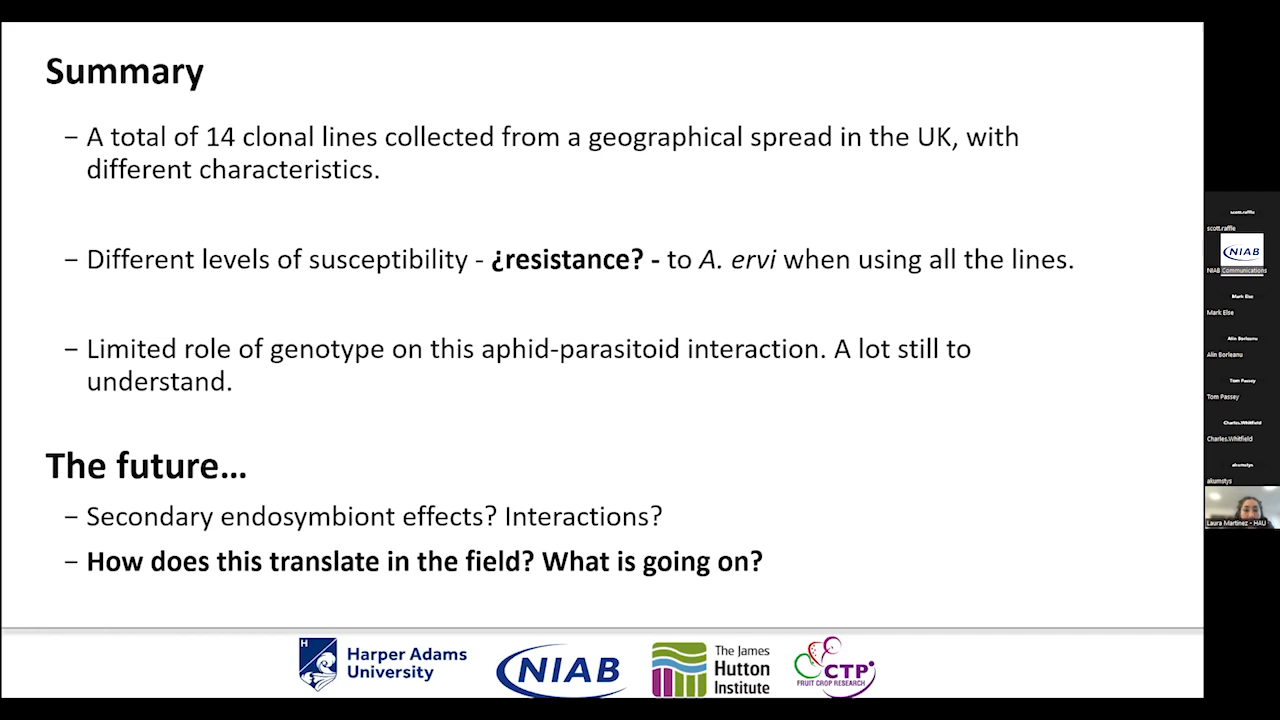 Summary
– A total of 14 clonal lines collected from a geographical spread in the UK, with
different characteristics.
– Different levels of susceptibility - ¿resistance? - to A. ervi when using all the lines.
– Limited role of genotype on this aphid-parasitoid interaction. A lot still to
understand.
The future...
– Secondary endosymbiont effects? Interactions?
– How does this translate in the field? What is going on?
H
Harper Adams
University
NIAB
The James
Hutton
Institute
CTP
FRUIT CROP RESEARCH
scott.raffle
scott.raffle
NIAB
NIAB Communications
Mark Else
Mark Else
Alin Borleanu
Alin Borleanu
Tom Passey
Tom Passey
Charles.Whitfield
Charles.Whitfield
akumstys
akumstys
Laura Martinez - HAU